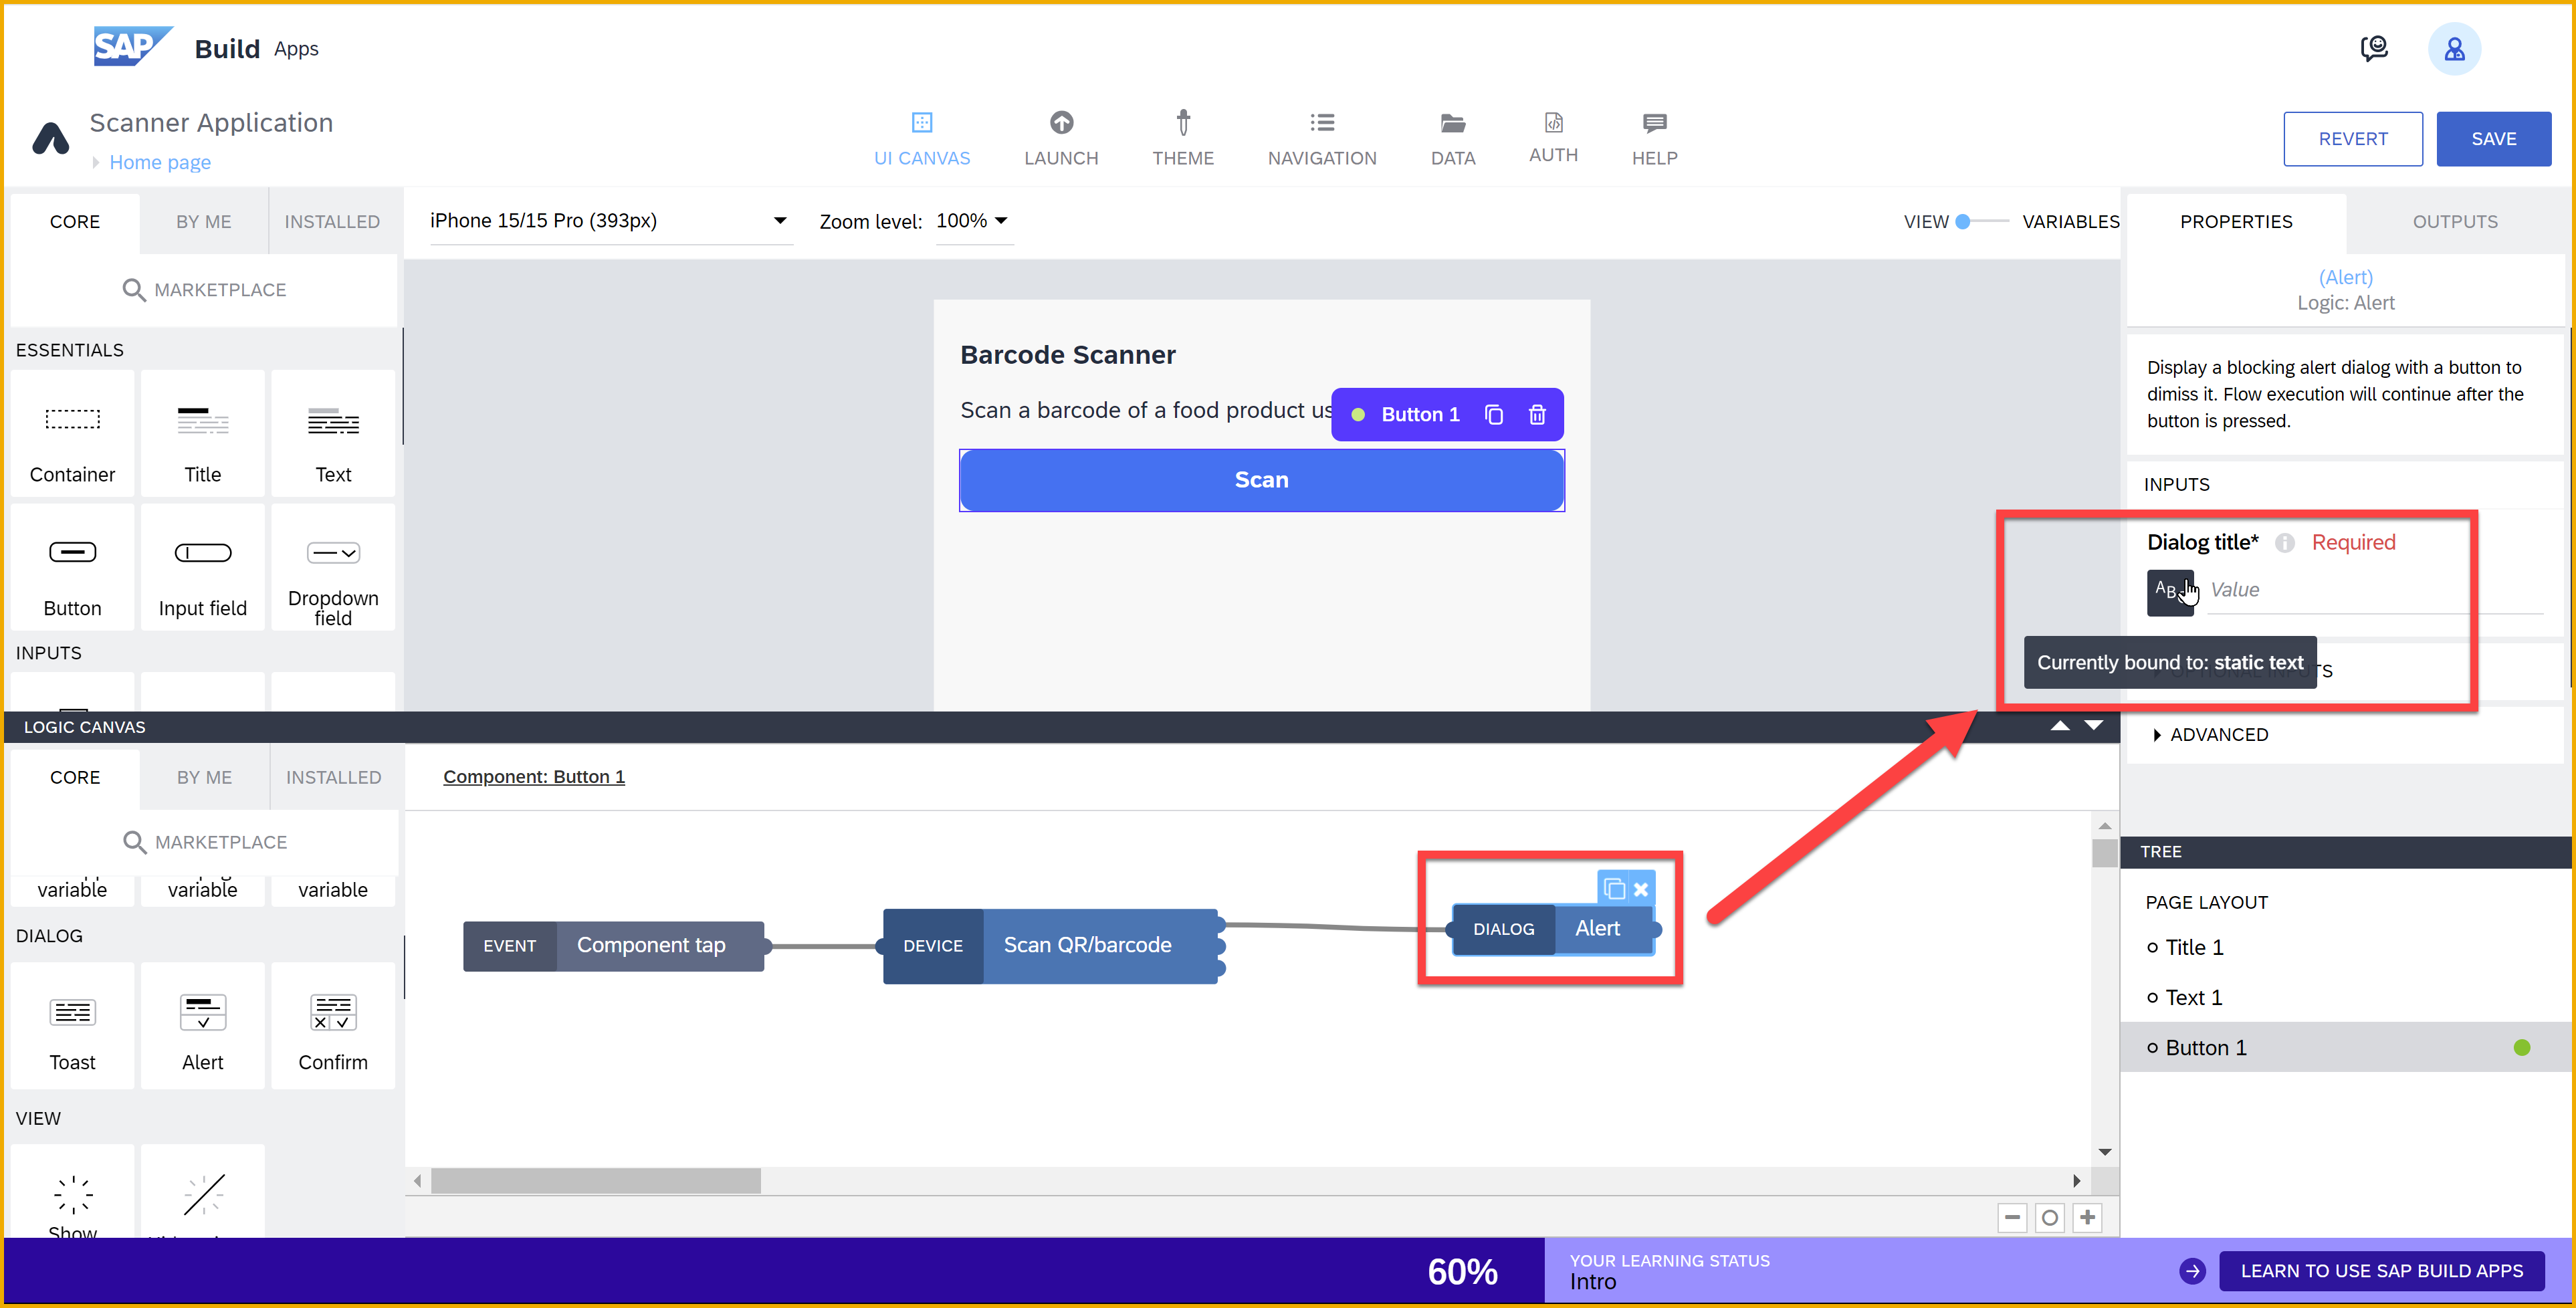 SAP Build Apps
Scanner Application
Home page
UI CANVAS
LAUNCH
THEME
NAVIGATION
DATA
AUTH
HELP
REVERT
SAVE
CORE
BY ME
INSTALLED
MARKETPLACE
ESSENTIALS
Container
Title
Text
Button
Input field
Dropdown
field
INPUTS
iPhone 15/15 Pro (393px)
Zoom level: 100%
VIEW
VARIABLES
Barcode Scanner
Scan a barcode of a food product us
Button 1
Scan
PROPERTIES
OUTPUTS
(Alert)
Logic: Alert
Display a blocking alert dialog with a button to
dimiss it. Flow execution will continue after the
button is pressed.
INPUTS
Dialog title* Required
AB
Value
Currently bound to: static text
OPTIONAL INPUTS
ADVANCED
LOGIC CANVAS
CORE
BY ME
INSTALLED
MARKETPLACE
variable
variable
variable
DIALOG
Toast
Alert
Confirm
VIEW
Show
Component: Button 1
EVENT Component tap
DEVICE Scan QR/barcode
DIALOG Alert
TREE
PAGE LAYOUT
Title 1
Text 1
Button 1
60%
YOUR LEARNING STATUS
Intro
LEARN TO USE SAP BUILD APPS